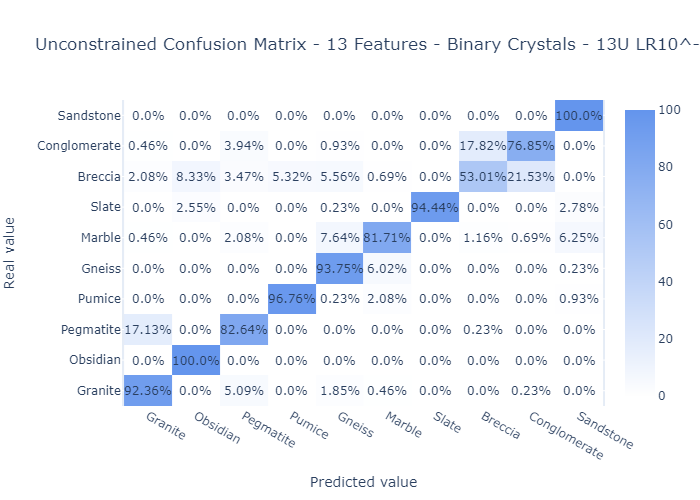 Unconstrained Confusion Matrix - 13 Features - Binary Crystals - 13U LR10^-
Sandstone 0.0% 0.0% 0.0% 0.0% 0.0% 0.0% 0.0% 0.0% 0.0% 100.0% 100
Conglomerate 0.46% 0.0% 3.94% 0.0% 0.93% 0.0% 0.0% 17.82% 76.85% 0.0%
Breccia 2.08% 8.33% 3.47% 5.32% 5.56% 0.69% 0.0% 53.01% 21.53% 0.0% 80
Slate 0.0% 2.55% 0.0% 0.0% 0.23% 0.0% 94.44% 0.0% 0.0% 2.78%
60
Marble 0.46% 0.0% 2.08% 0.0% 7.64% 81.71% 0.0% 1.16% 0.69% 6.25%
Gneiss 0.0% 0.0% 0.0% 0.0% 93.75% 6.02% 0.0% 0.0% 0.0% 0.23%
40
Pumice 0.0% 0.0% 0.0% 96.76% 0.23% 2.08% 0.0% 0.0% 0.0% 0.93%
Pegmatite 17.13% 0.0% 82.64% 0.0% 0.0% 0.0% 0.0% 0.23% 0.0% 0.0% 20
Obsidian 0.0% 100.0% 0.0% 0.0% 0.0% 0.0% 0.0% 0.0% 0.0% 0.0%
Granite 92.36% 0.0% 5.09% 0.0% 1.85% 0.46% 0.0% 0.0% 0.23% 0.0% 0
Real value
Granite Obsidian Pegmatite Pumice Gneiss Marble Slate Breccia Conglomerate Sandstone
Predicted value